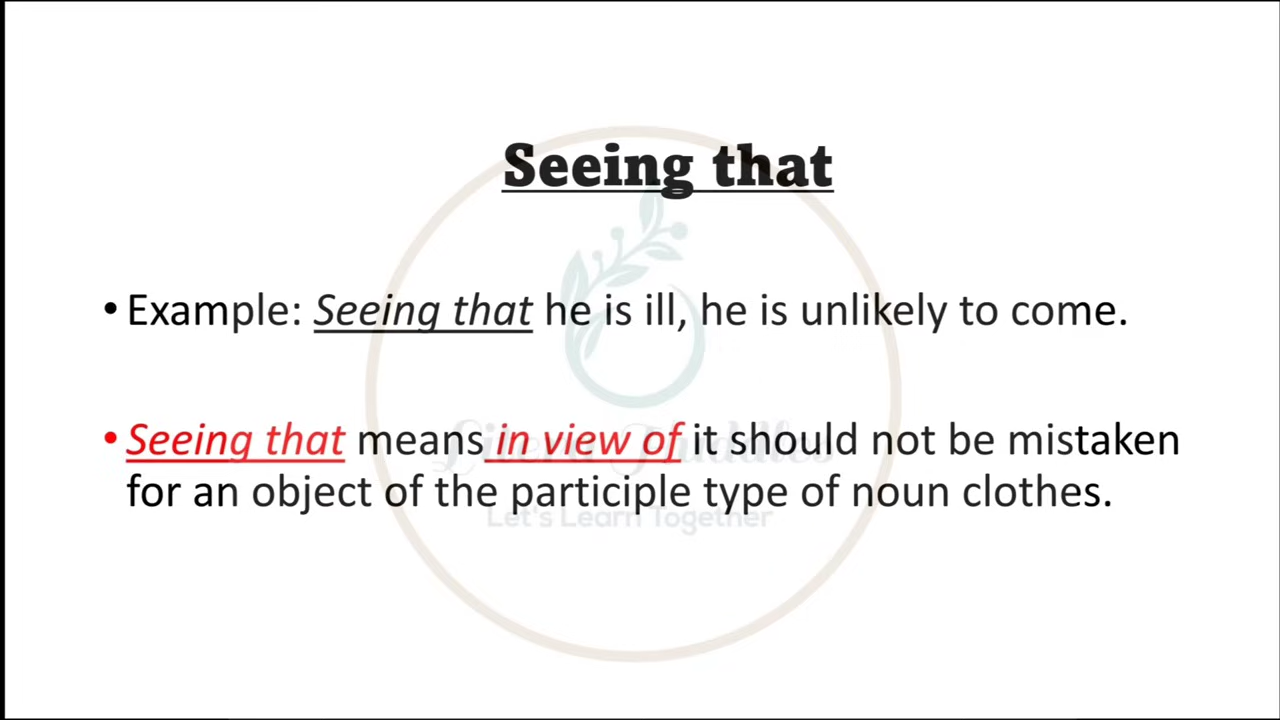 Seeing that
• Example: Seeing that he is ill, he is unlikely to come.
• Seeing that means in view of it should not be mistaken
for an object of the participle type of noun clothes.
Let's Learn Together